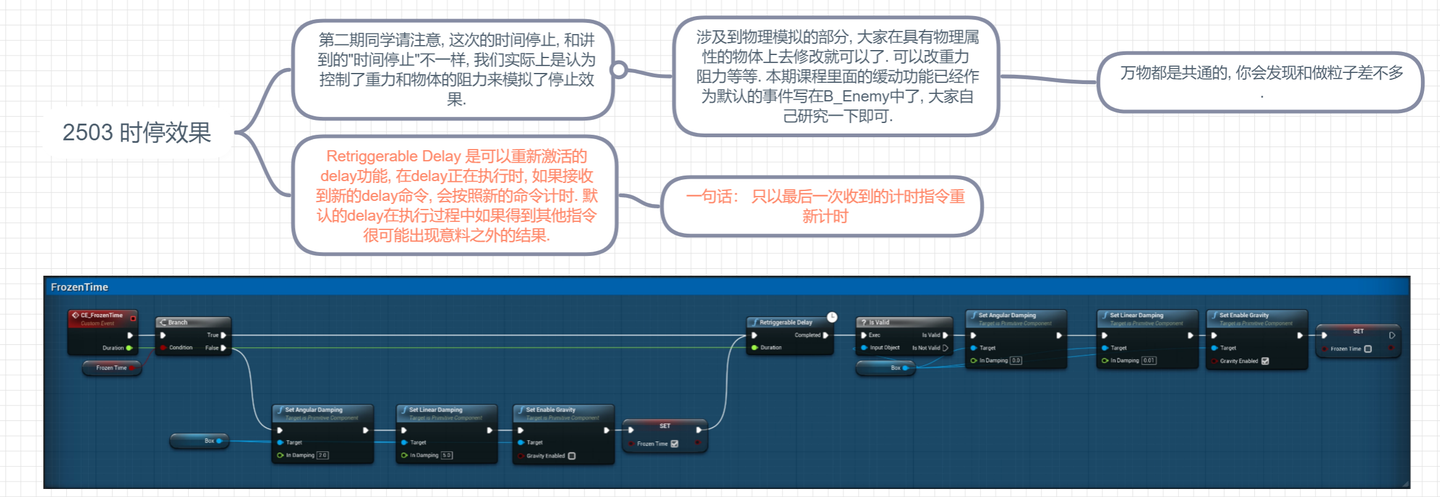 2503 时停效果
第二期同学请注意, 这次的时间停止, 和讲
到的"时间停止"不一样, 我们实际上是认为
控制了重力和物体的阻力来模拟了停止效
果.
涉及到物理模拟的部分, 大家在具有物理属
性的物体上去修改就可以了. 可以改重力
阻力等等. 本期课程里面的缓动功能已经作
为默认的事件写在B_Enemy中了, 大家自
己研究一下即可.
万物都是共通的, 你会发现和做粒子差不多
.
Retriggerable Delay 是可以重新激活的
delay功能, 在delay正在执行时, 如果接收
到新的delay命令, 会按照新的命令计时. 默
认的delay在执行过程中如果得到其他指令
很可能出现意料之外的结果.
一句话： 只以最后一次收到的计时指令重
新计时
FrozenTime
CE_FrozenTime
Custom Event
Duration
Frozen Time
Branch
True
Condition
False
Box
Set Angular Damping
Target is Primitive Component
Target
In Damping 2.0
Set Linear Damping
Target is Primitive Component
Target
In Damping 5.0
Set Enable Gravity
Target is Primitive Component
Target
Gravity Enabled
SET
Frozen Time
Retriggerable Delay
Completed
Duration
Is Valid
Exec
Is Valid
Input Object
Is Not Valid
Box
Set Angular Damping
Target is Primitive Component
Target
In Damping 0.0
Set Linear Damping
Target is Primitive Component
Target
In Damping 0.01
Set Enable Gravity
Target is Primitive Component
Target
Gravity Enabled
SET
Frozen Time